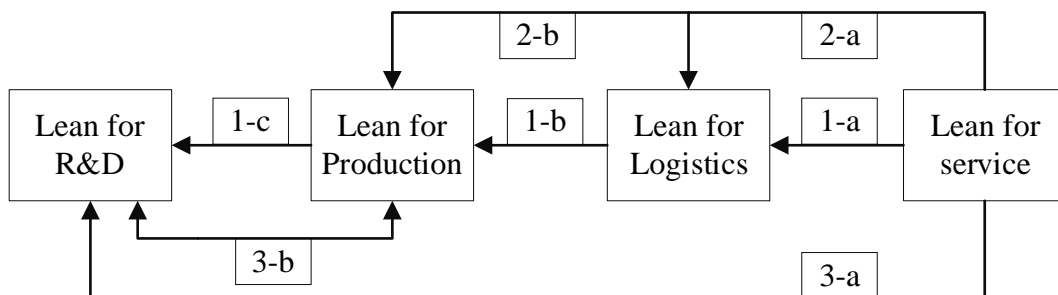 2-b
2-a
Lean for
R&D
1-c
Lean for
Production
1-b
Lean for
Logistics
1-a
Lean for
service
3-b
3-a